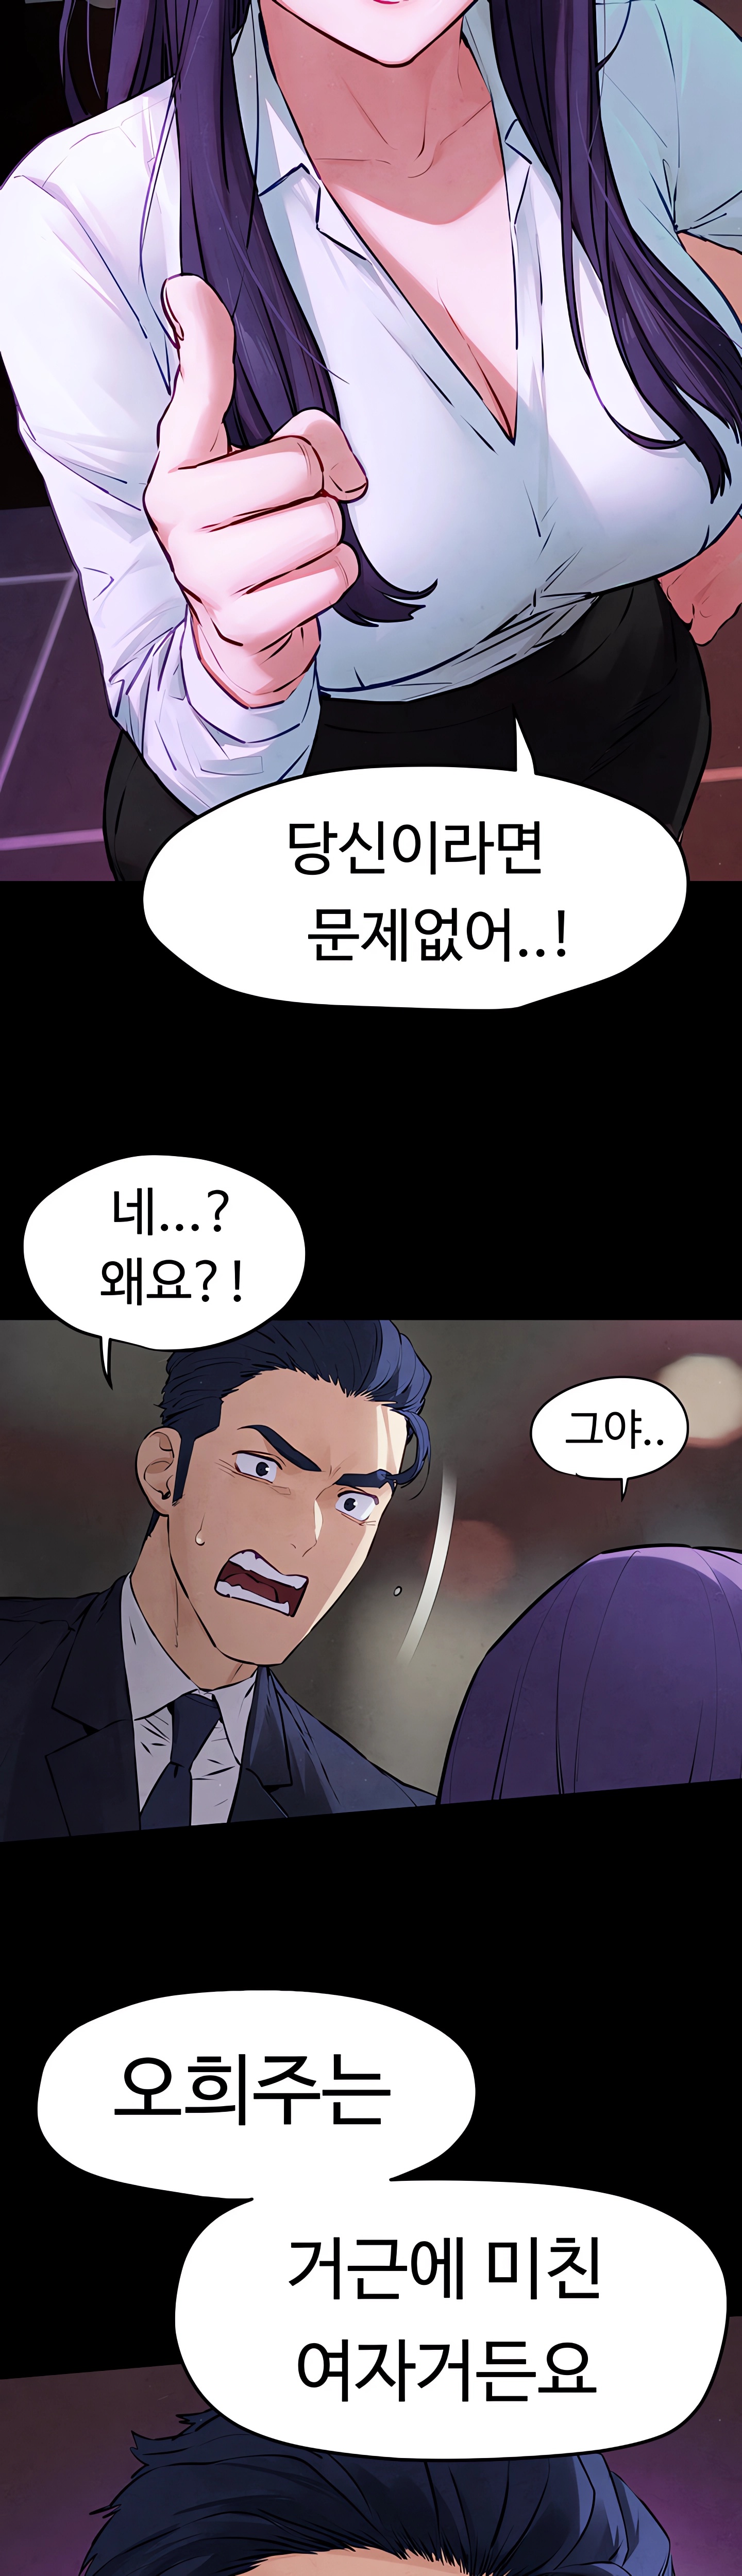 당신이라면
문제없어..!
네...?
왜요?!
그야..
오희주는
거근에 미친
여자거든요